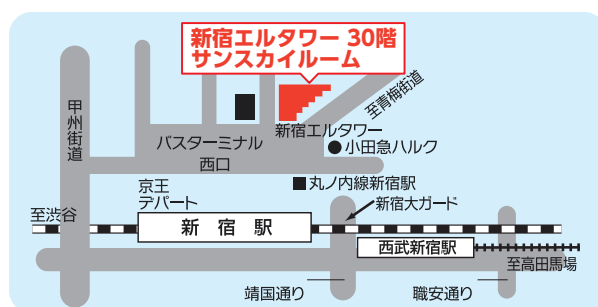 新宿エルタワー 30階
サンスカイルーム
甲州街道
至青梅街道
バスターミナル
新宿エルタワー
小田急ハルク
西口
丸ノ内線新宿駅
京王
デパート
新宿大ガード
至渋谷
新宿駅
西武新宿駅
至高田馬場
靖国通り
職安通り